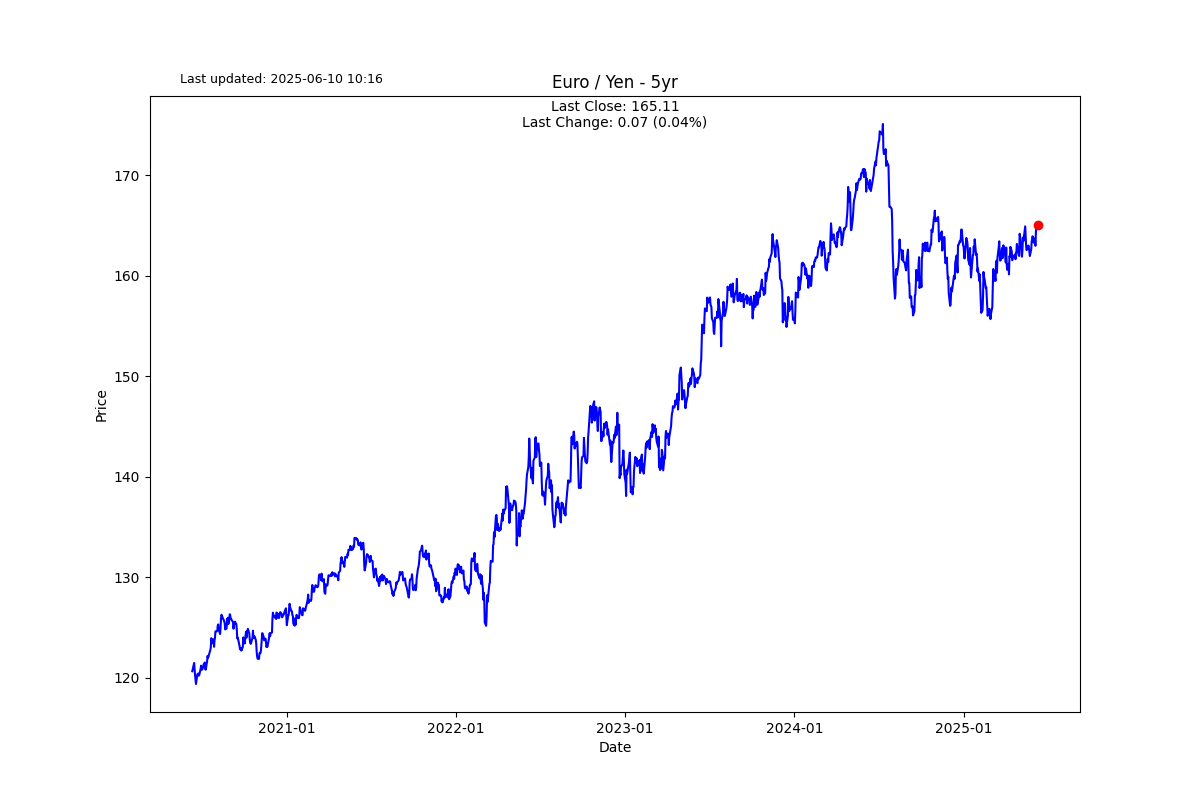 Last updated: 2025-06-10 10:16
Euro / Yen - 5yr
Last Close: 165.11
Last Change: 0.07 (0.04%)
Price
170
160
150
140
130
120
2021-01
2022-01
2023-01
2024-01
2025-01
Date